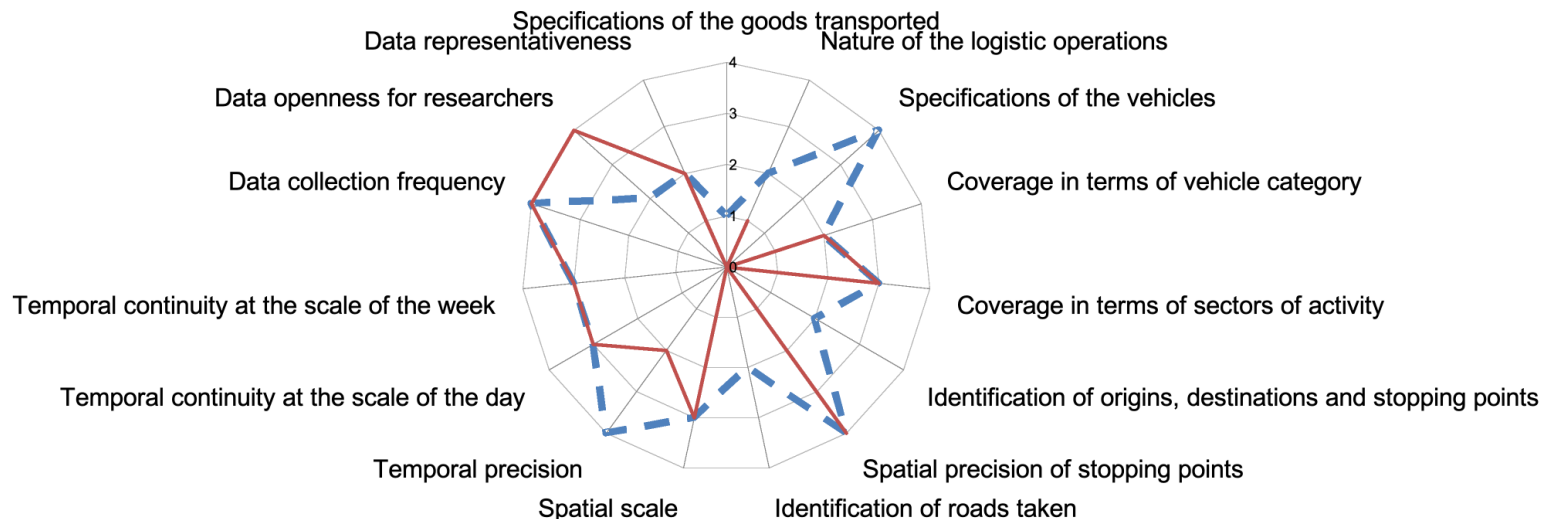 Specifications of the goods transported
Data representativeness
Nature of the logistic operations
Data openness for researchers
Specifications of the vehicles
Data collection frequency
Coverage in terms of vehicle category
Temporal continuity at the scale of the week
Coverage in terms of sectors of activity
Temporal continuity at the scale of the day
Identification of origins, destinations and stopping points
Temporal precision
Spatial precision of stopping points
Spatial scale
Identification of roads taken
4
3
2
1
0